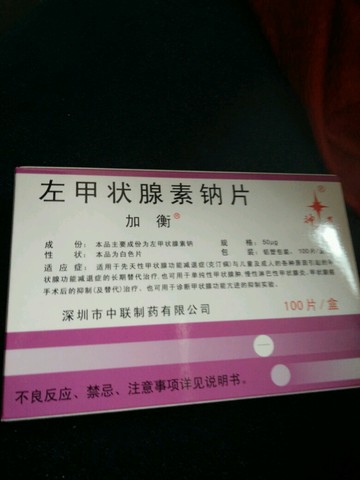 左甲状腺素钠片
加衡®
成 份: 本品主要成份为左甲状腺素钠 规 格: 50μg
性 状: 本品为白色片 包 装: 铝塑包装, 100片/盒
适 应 症: 适用于先天性甲状腺功能减退症(克汀病)与儿童及成人的各种原因引起的甲
状腺功能减退症的长期替代治疗,也可用于单纯性甲状腺肿,慢性淋巴性甲状腺炎,甲状腺癌
手术后的抑制(及替代)治疗。也可用于诊断甲状腺功能亢进的抑制实验。
深圳市中联制药有限公司 100片/盒
不良反应、禁忌、注意事项详见说明书。